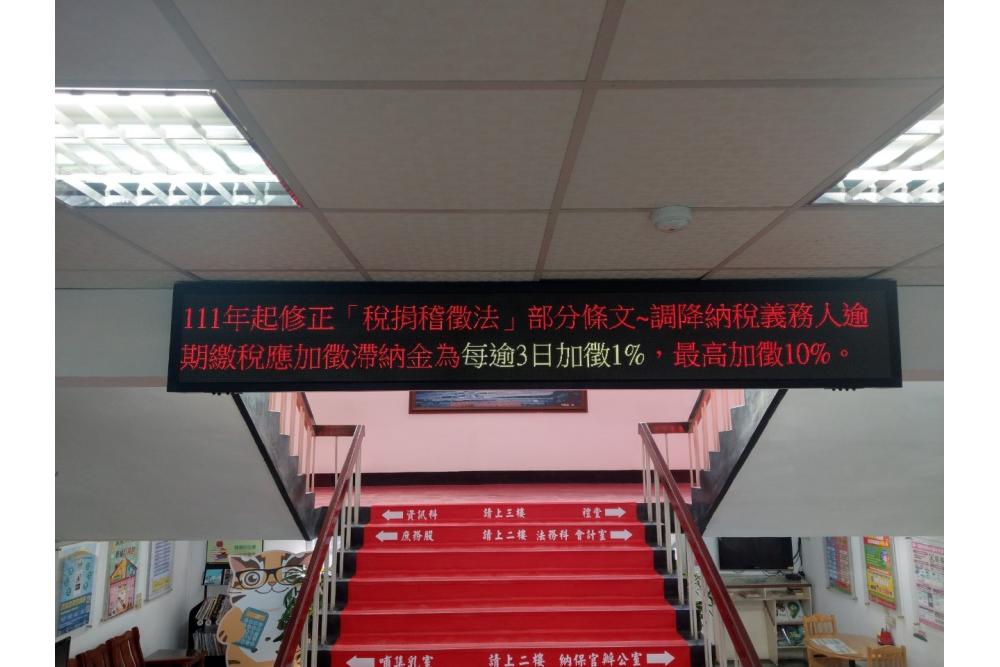 111年起修正「稅捐稽徵法」部分條文~調降納稅義務人逾
期繳稅應加徵滯納金為每逾3日加徵1%，最高加徵10%。
資訊科 請上三樓 禮堂
庶務股 請上二樓 法務科 會計室
哺集乳室 請上二樓 納保官辦公室